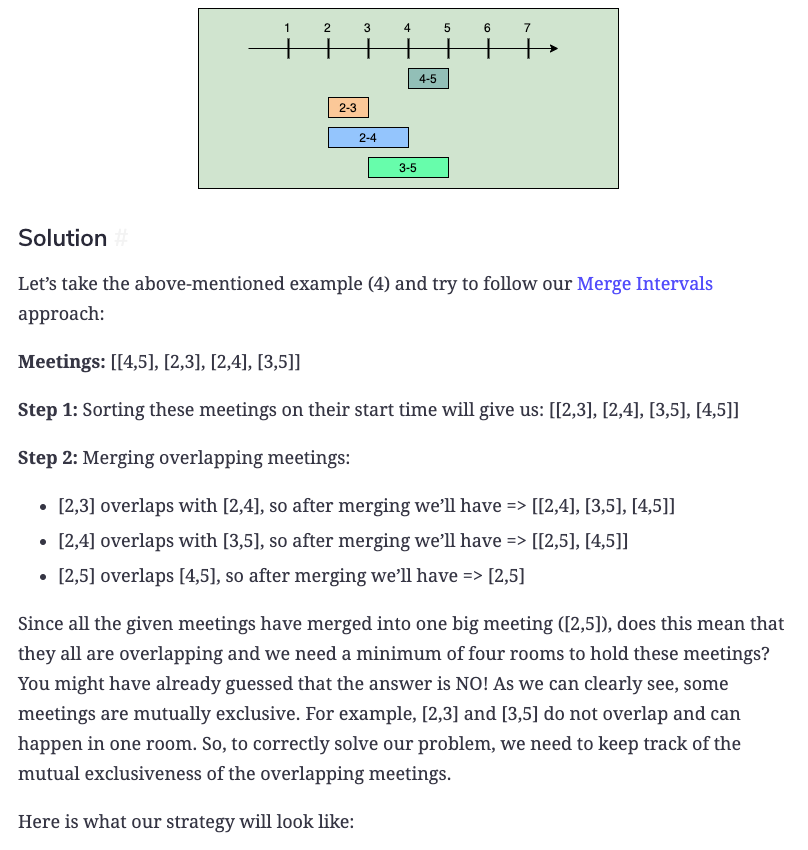 1 2 3 4 5 6 7
4-5
2-3
2-4
3-5
Solution #
Let’s take the above-mentioned example (4) and try to follow our Merge Intervals
approach:
Meetings: [[4,5], [2,3], [2,4], [3,5]]
Step 1: Sorting these meetings on their start time will give us: [[2,3], [2,4], [3,5], [4,5]]
Step 2: Merging overlapping meetings:
• [2,3] overlaps with [2,4], so after merging we’ll have => [[2,4], [3,5], [4,5]]
• [2,4] overlaps with [3,5], so after merging we’ll have => [[2,5], [4,5]]
• [2,5] overlaps [4,5], so after merging we’ll have => [2,5]
Since all the given meetings have merged into one big meeting ([2,5]), does this mean that
they all are overlapping and we need a minimum of four rooms to hold these meetings?
You might have already guessed that the answer is NO! As we can clearly see, some
meetings are mutually exclusive. For example, [2,3] and [3,5] do not overlap and can
happen in one room. So, to correctly solve our problem, we need to keep track of the
mutual exclusiveness of the overlapping meetings.
Here is what our strategy will look like: